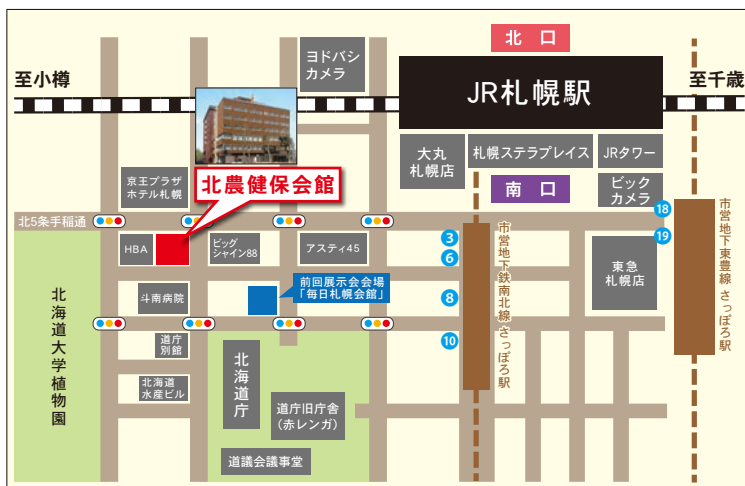 北口
ヨドバシ
カメラ
至小樽
至千歳
JR札幌駅
大丸
札幌店
札幌ステラプレイス
JRタワー
南口
ビック
カメラ
京王プラザ
ホテル札幌
北農健保会館
北5条手稲通
18
19
3
6
8
10
HBA
ビッグ
シャイン88
アスティ45
市営地下鉄南北線 さっぽろ駅
市営地下東豊線 さっぽろ駅
東急
札幌店
前回展示会会場
「毎日札幌会館」
斗南病院
北海道大学植物園
道庁
別館
北海道
水産ビル
北海道庁
道庁旧庁舎
(赤レンガ)
道議会議事堂